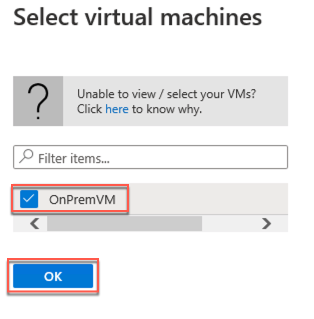 Select virtual machines
?
Unable to view / select your VMs?
Click here to know why.
Filter items...
OnPremVM
OK